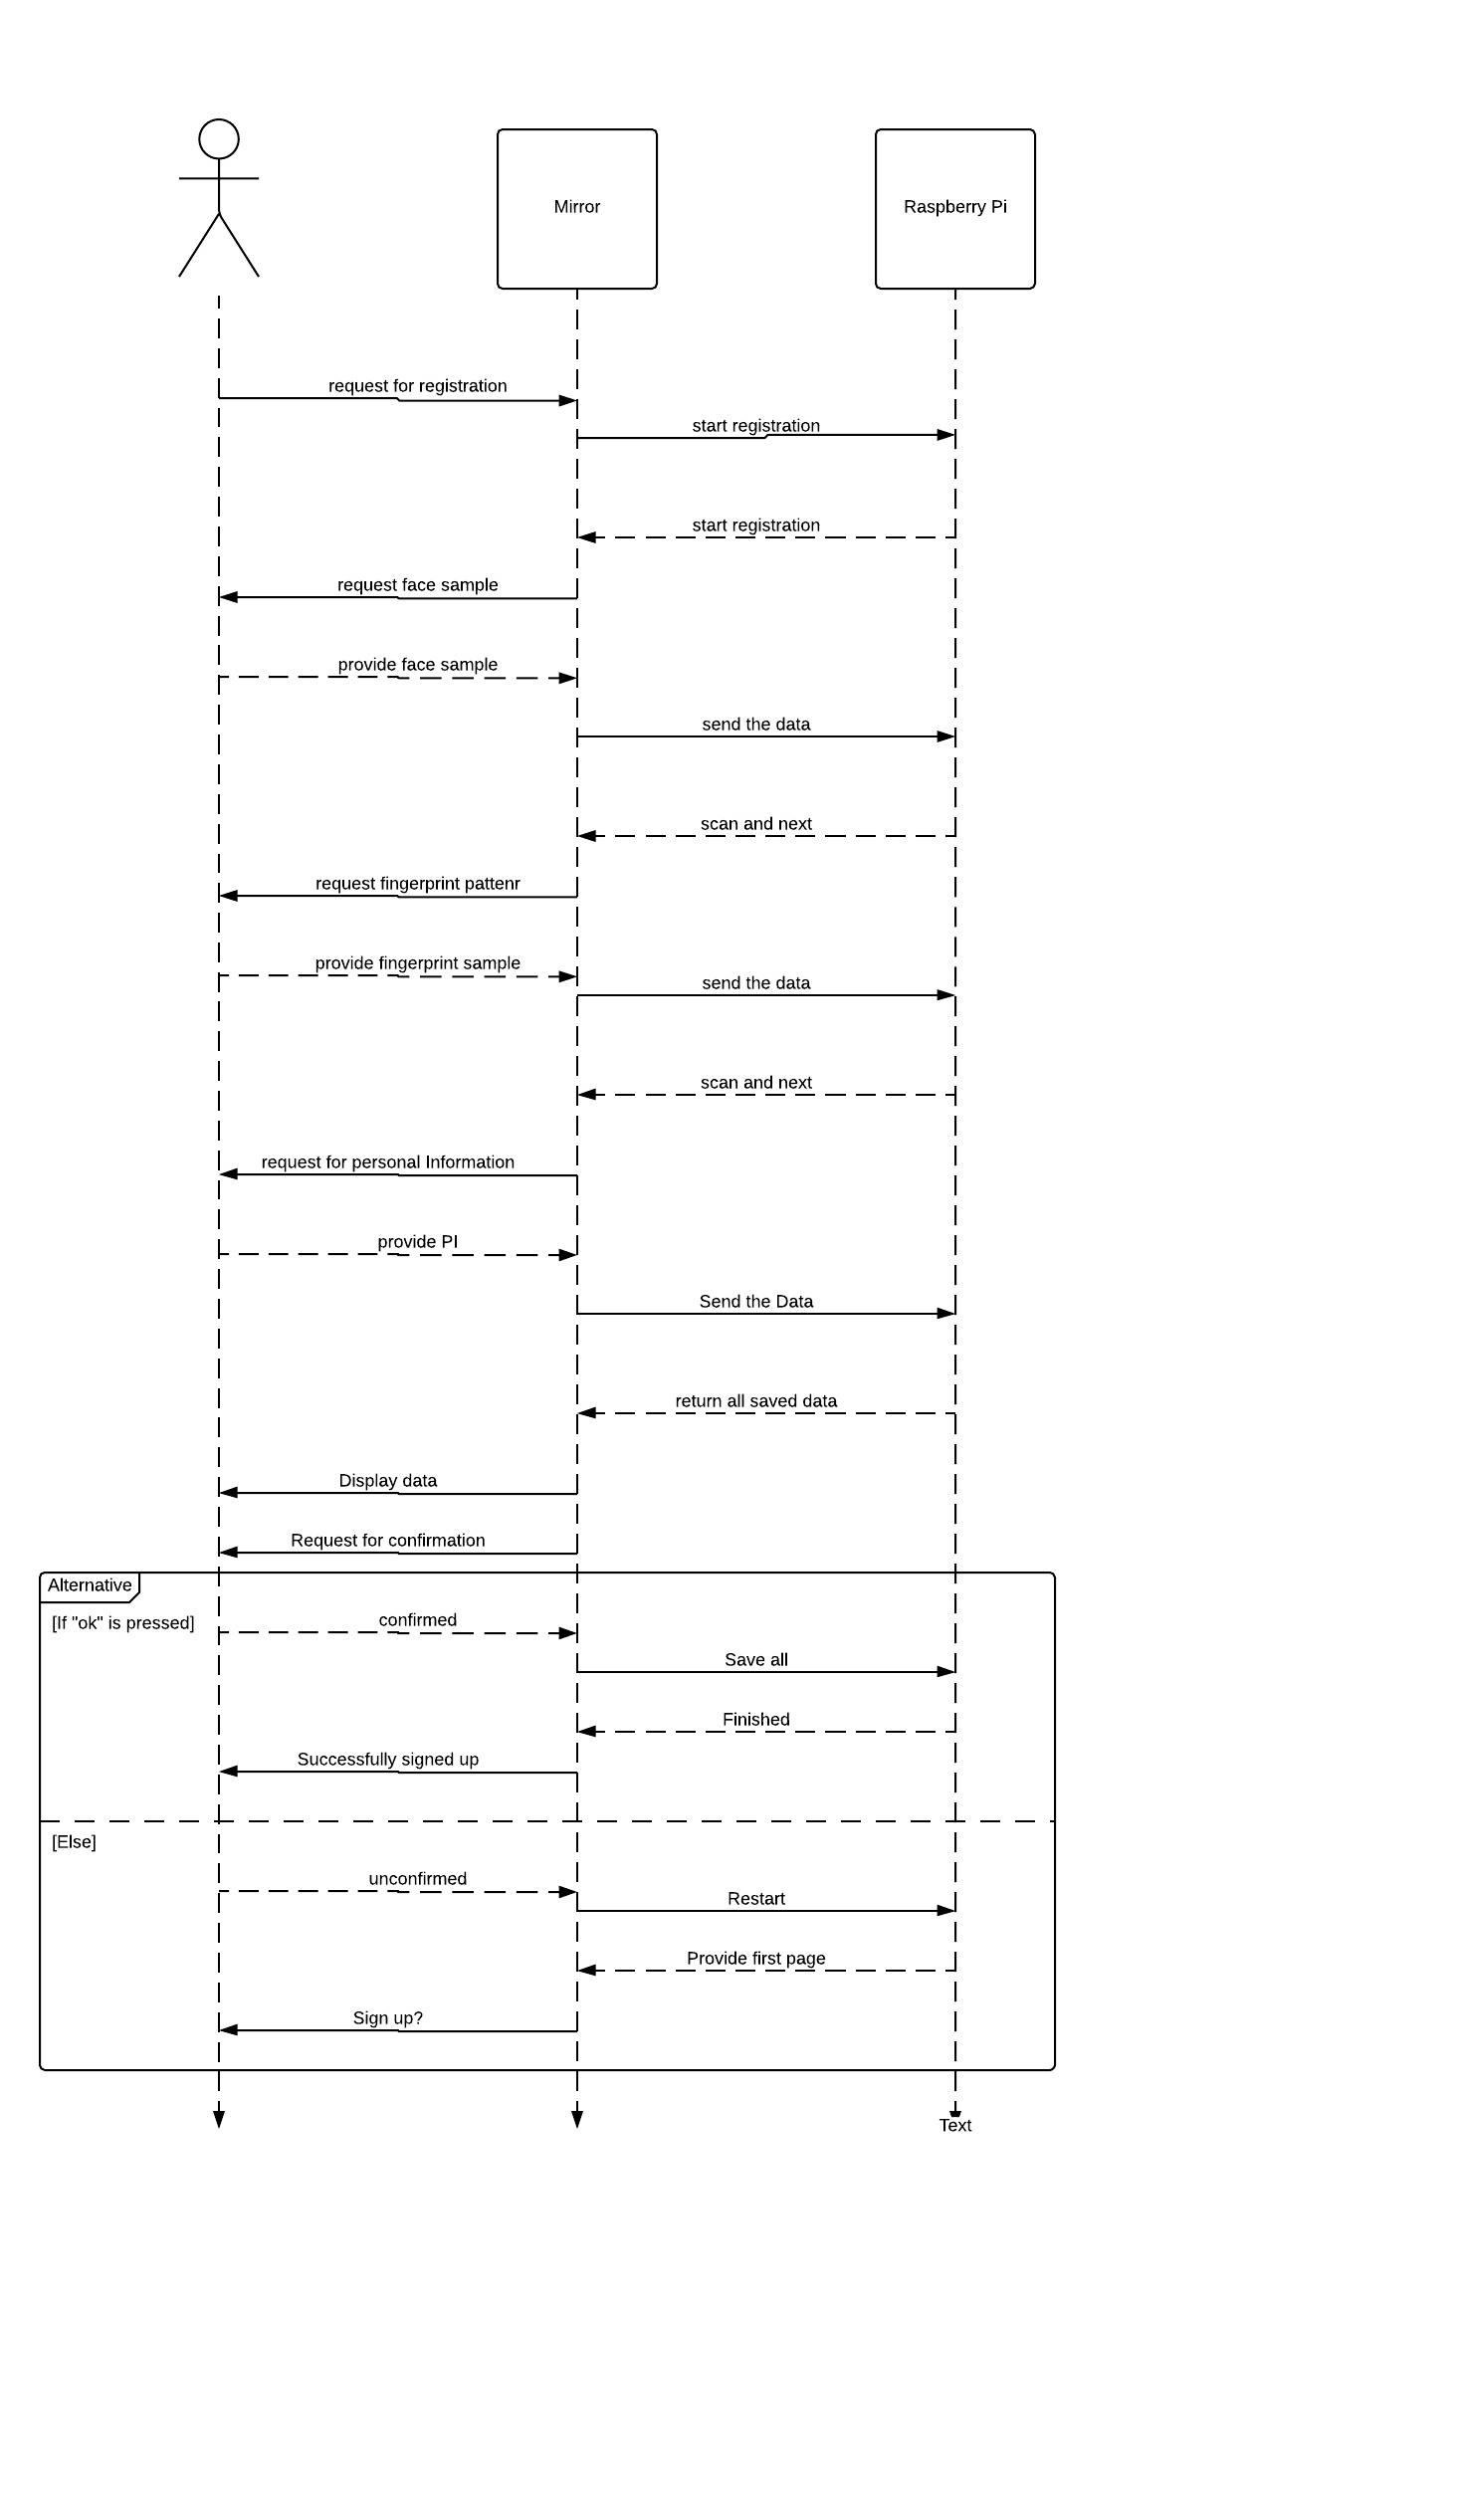 Mirror
Raspberry Pi
request for registration
start registration
start registration
request face sample
provide face sample
send the data
scan and next
request fingerprint pattenr
provide fingerprint sample
send the data
scan and next
request for personal Information
provide PI
Send the Data
return all saved data
Display data
Request for confirmation
Alternative
[If "ok" is pressed]
confirmed
Save all
Finished
Successfully signed up
[Else]
unconfirmed
Restart
Provide first page
Sign up?
Text